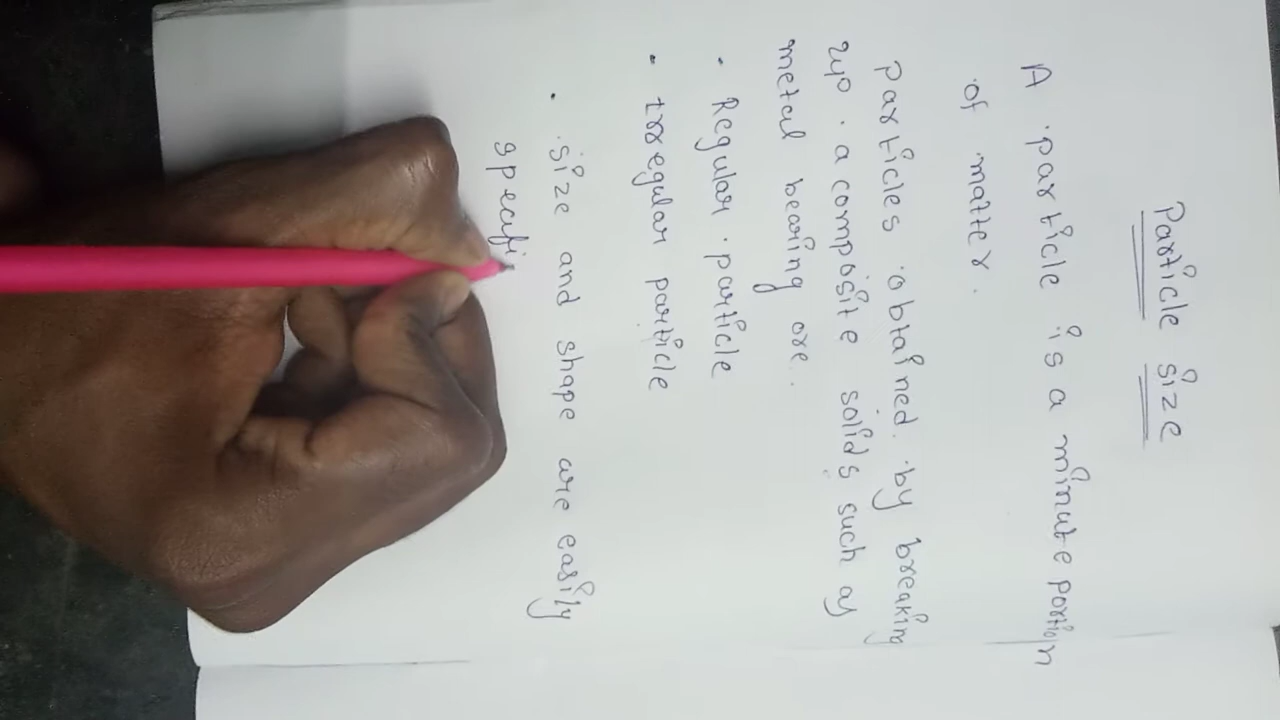 Particle size
A particle is a minute portion
of matter.
Particles obtained by breaking
up a composite solids such as
metal bearing ore.
• Regular particle
• Irregular particle
• size and shape are easily
specifi